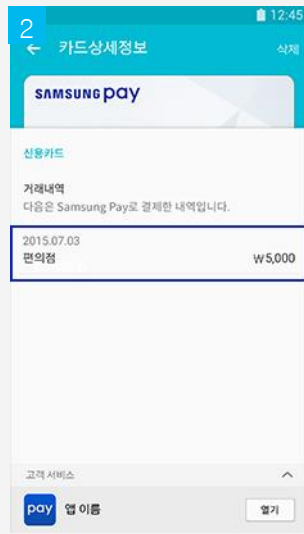 2
12:45
카드상세정보
삭제
SAMSUNG pay
신용카드
거래내역
다음은 Samsung Pay로 결제한 내역입니다.
2015.07.03
편의점 ₩5,000
고객 서비스
pay 앱 이름 열기